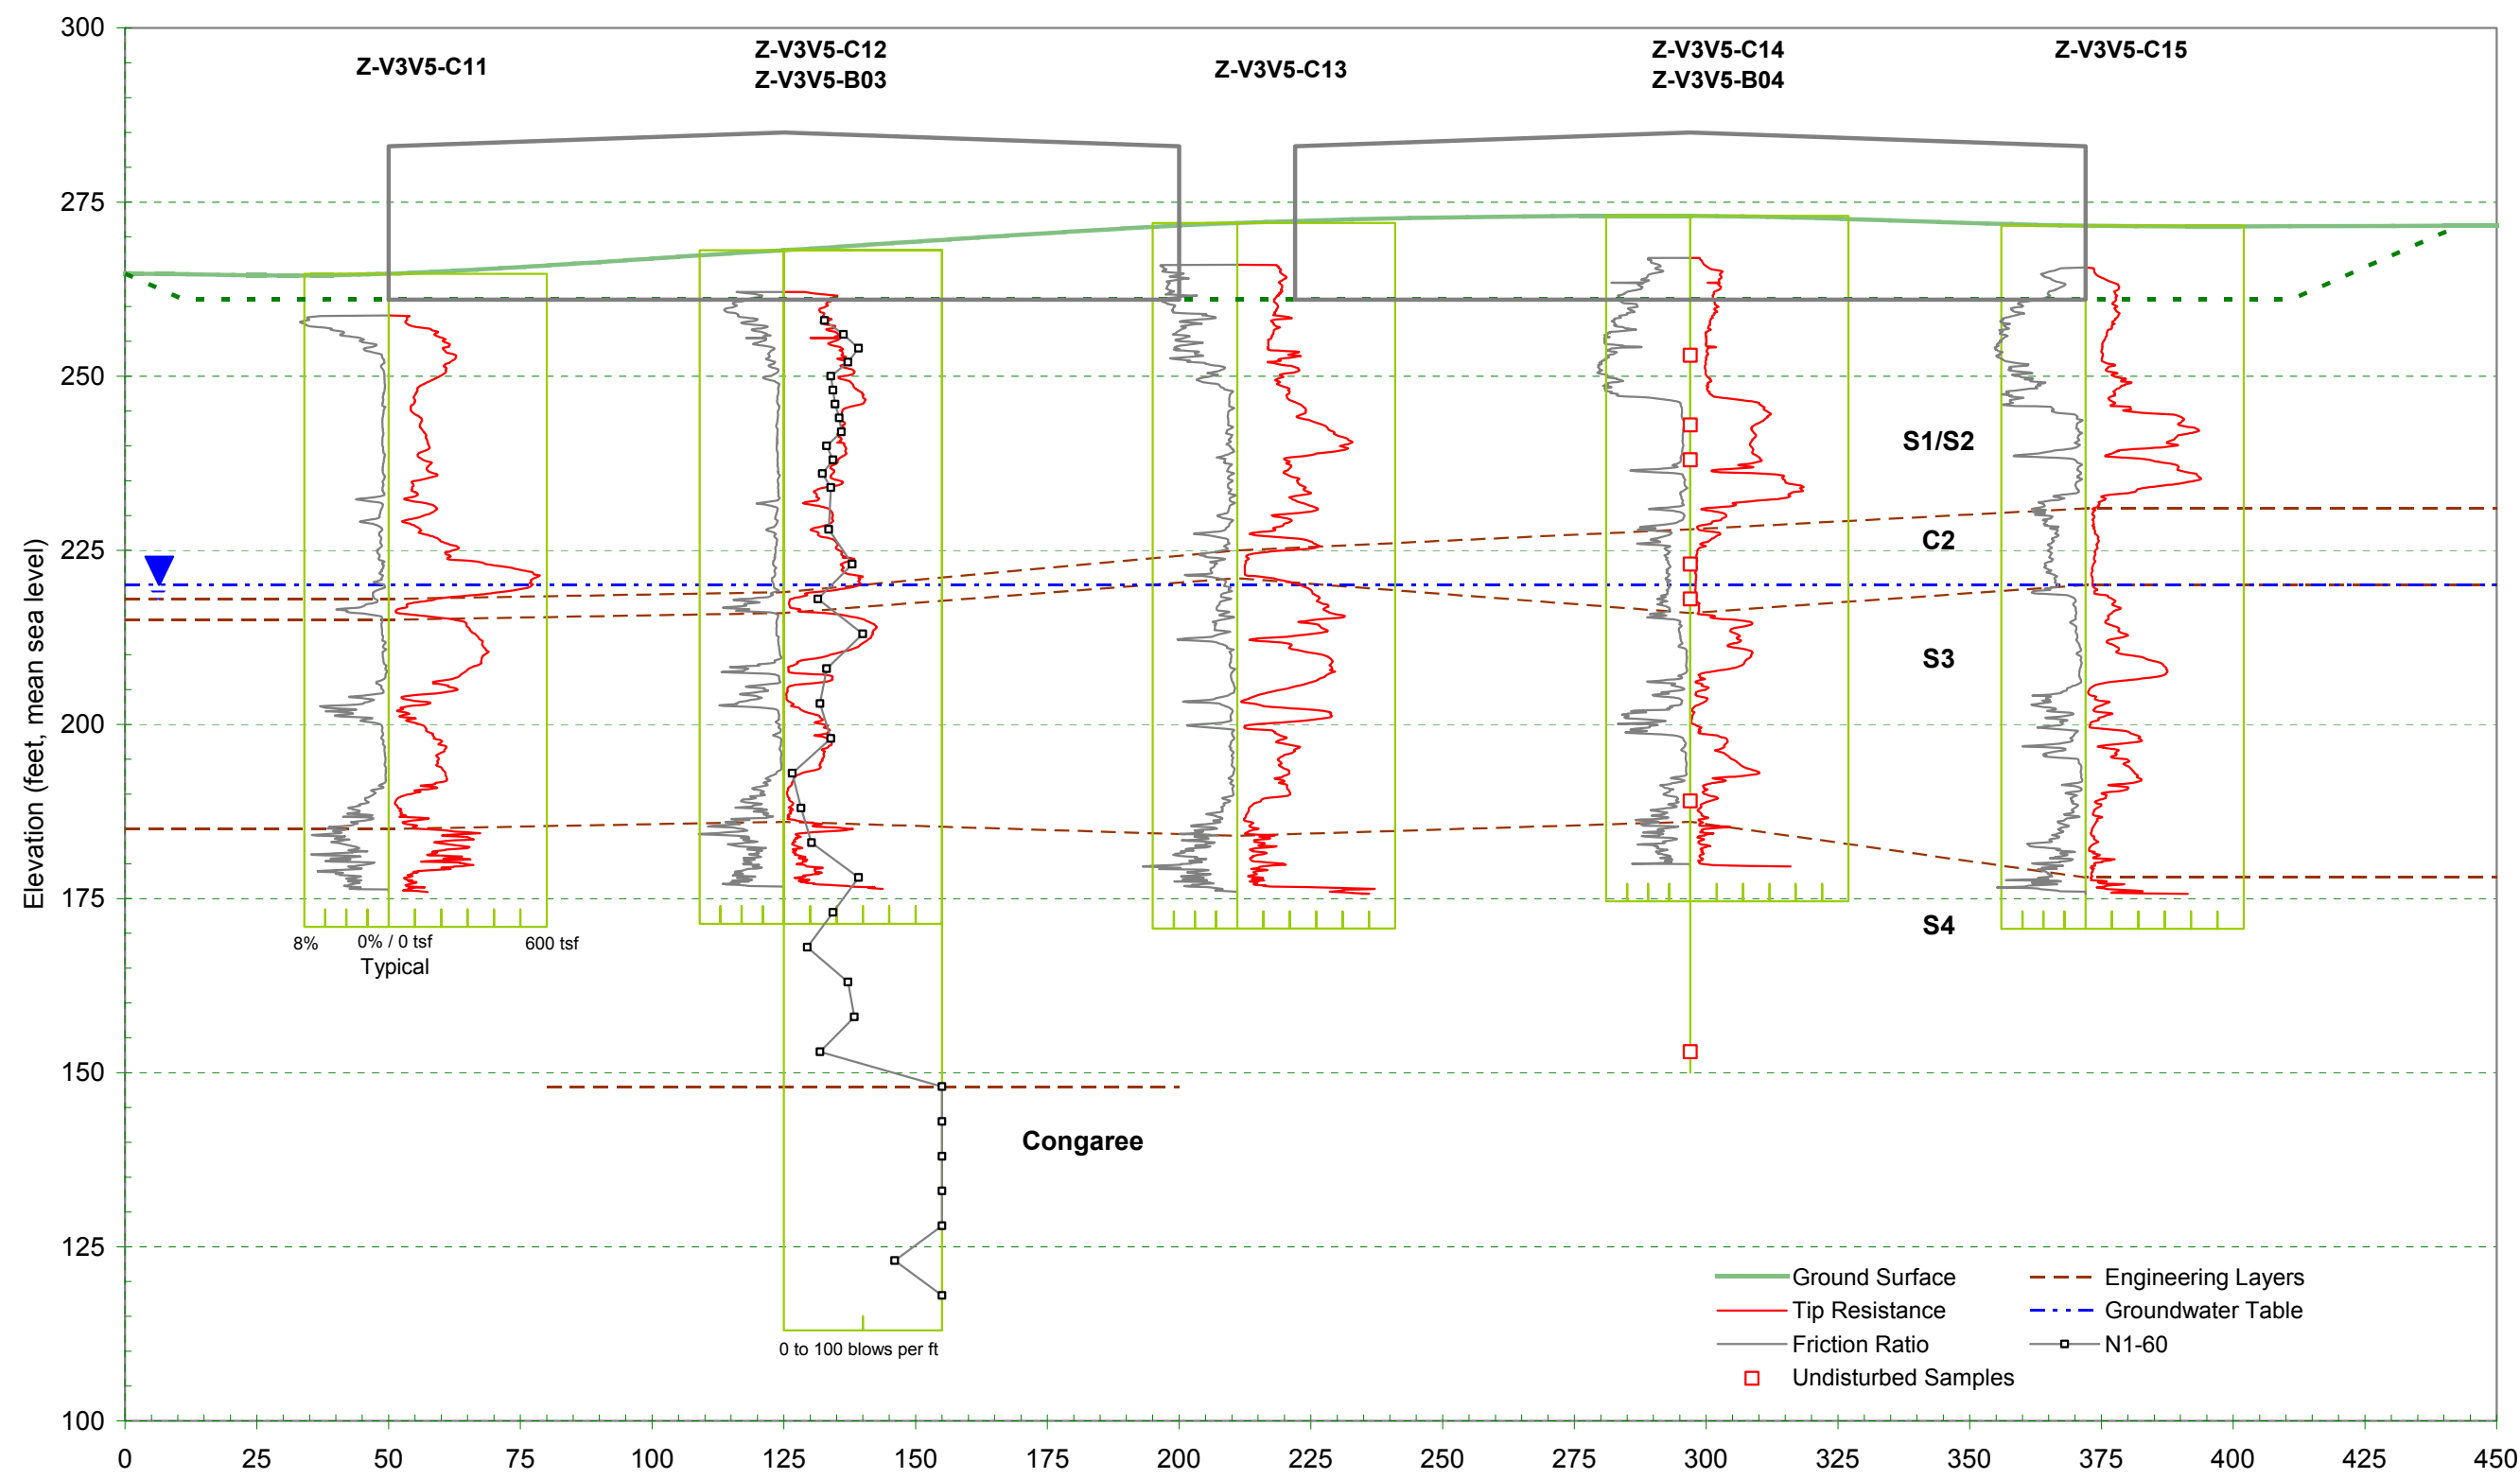 300
275
250
225
200
175
150
125
100
Elevation (feet, mean sea level)
Z-V3V5-C11
Z-V3V5-C12
Z-V3V5-B03
Z-V3V5-C13
Z-V3V5-C14
Z-V3V5-B04
Z-V3V5-C15
S1/S2
C2
S3
S4
8%
0% / 0 tsf
600 tsf
Typical
Congaree
0 to 100 blows per ft
Ground Surface
Tip Resistance
Friction Ratio
Undisturbed Samples
Engineering Layers
Groundwater Table
N1-60
0 25 50 75 100 125 150 175 200 225 250 275 300 325 350 375 400 425 450